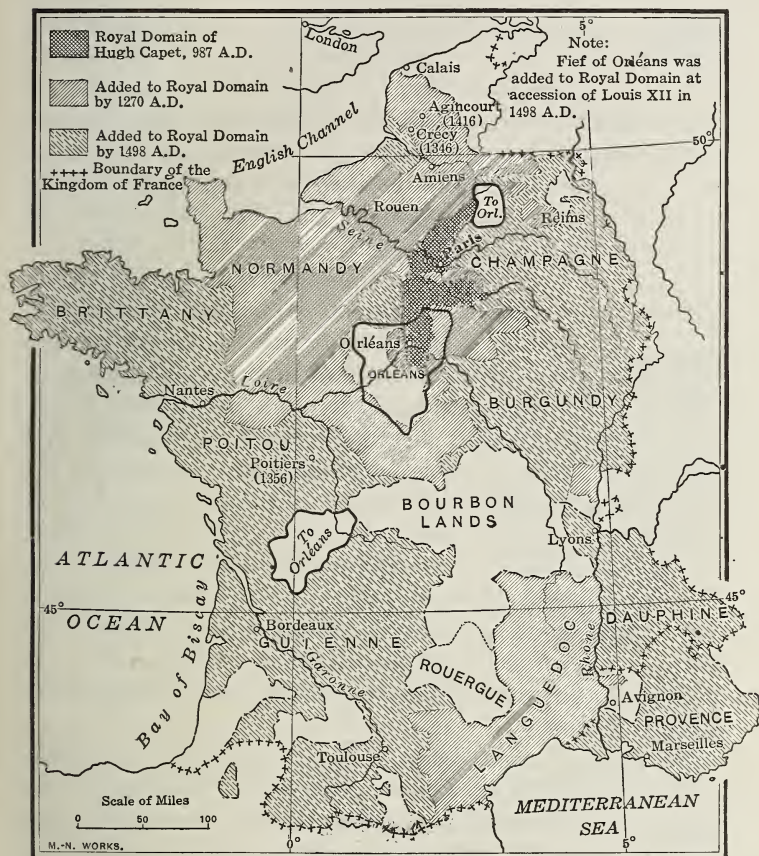 Royal Domain of
Hugh Capet, 987 A.D.
Added to Royal Domain
by 1270 A.D.
Added to Royal Domain
by 1498 A.D.
++++ Boundary of the
Kingdom of France
5°
Note:
Fief of Orléans was
added to Royal Domain at
accession of Louis XII in
1498 A.D.
London
Calais
Agincourt
(1416)
Crécy
(1346)
English Channel
50°
Amiens
To
Orl.
Rouen
Reims
Seine
Paris
NORMANDY
CHAMPAGNE
BRITTANY
Orléans
ORLÉANS
Nantes
Loire
BURGUNDY
POITOU
Poitiers
(1356)
BOURBON
LANDS
To
Orléans
Lyons
ATLANTIC
OCEAN
45°
45°
DAUPHINE
Bay of Biscay
Bordeaux
GUIENNE
Garonne
ROUERGUE
LANGUEDOC
Rhone
Avignon
PROVENCE
Marseilles
Toulouse
Scale of Miles
0 50 100
MEDITERRANEAN
SEA
M.-N. WORKS.
0°
5°